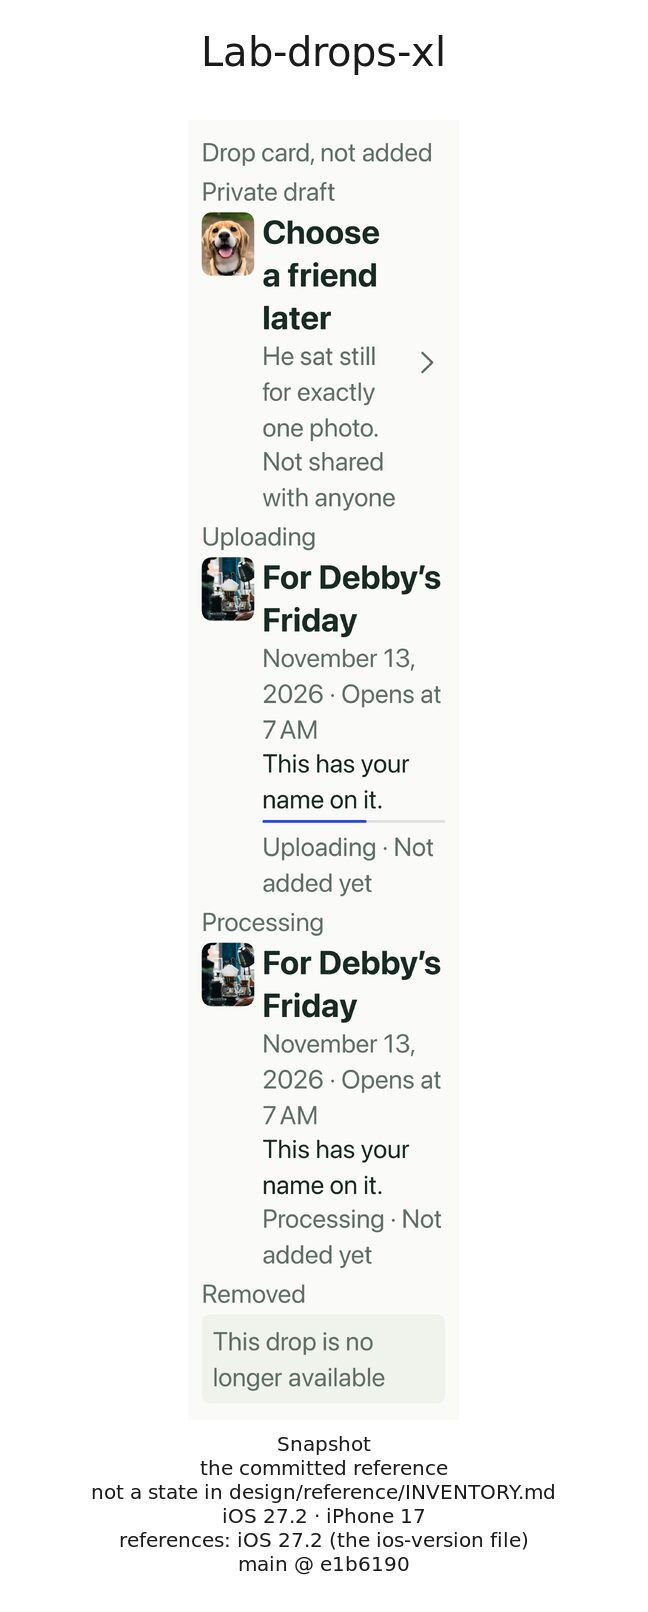 Lab-drops-xl
Drop card, not added
Private draft
Choose
a friend
later
He sat still
for exactly
one photo.
Not shared
with anyone
Uploading
For Debby’s
Friday
November 13,
2026 · Opens at
7 AM
This has your
name on it.
Uploading · Not
added yet
Processing
For Debby’s
Friday
November 13,
2026 · Opens at
7 AM
This has your
name on it.
Processing · Not
added yet
Removed
This drop is no
longer available
Snapshot
the committed reference
not a state in design/reference/INVENTORY.md
iOS 27.2 · iPhone 17
references: iOS 27.2 (the ios-version file)
main @ e1b6190